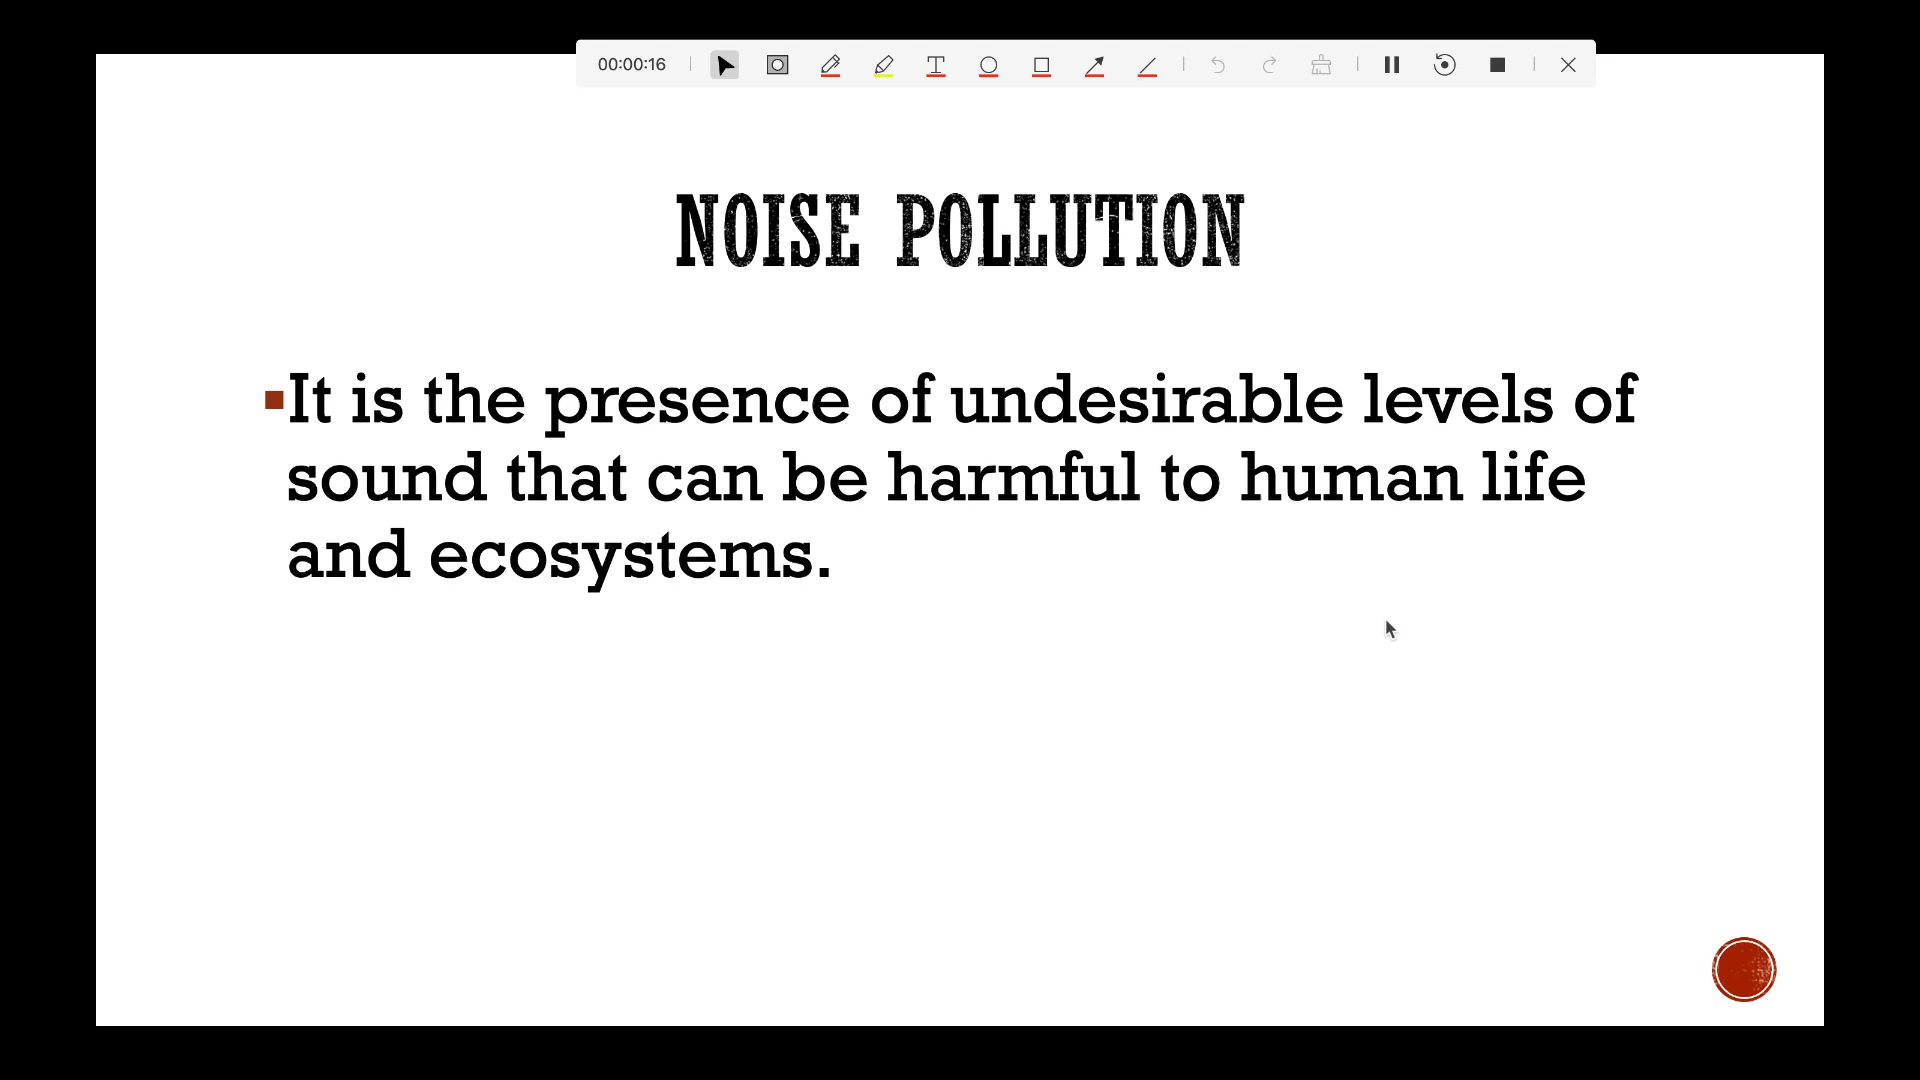 00:00:16
NOISE POLLUTION
It is the presence of undesirable levels of
sound that can be harmful to human life
and ecosystems.